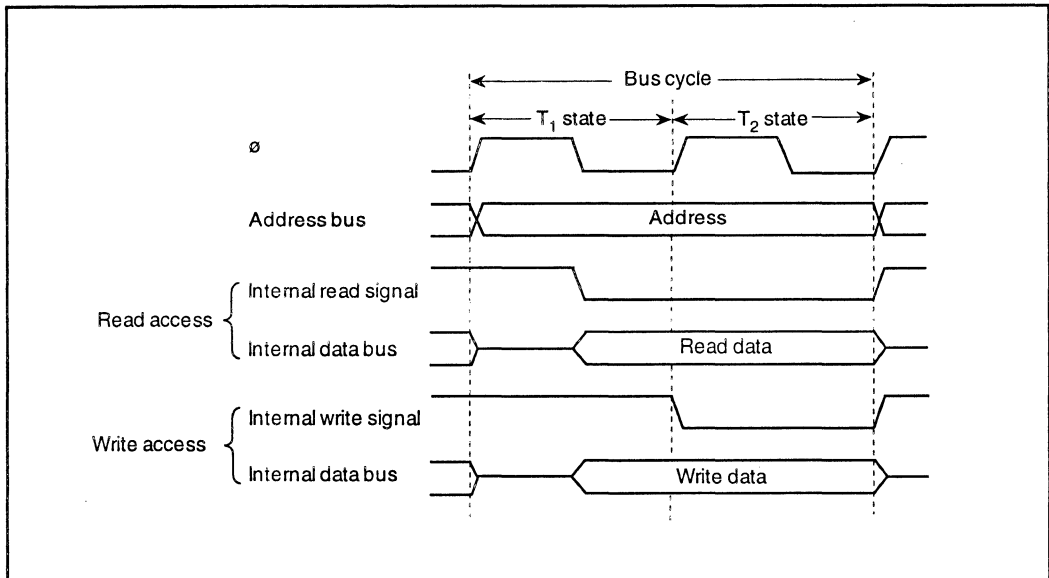 Bus cycle
T1 state
T2 state
ø
Address bus
Address
Read access
Internal read signal
Internal data bus
Read data
Write access
Internal write signal
Internal data bus
Write data